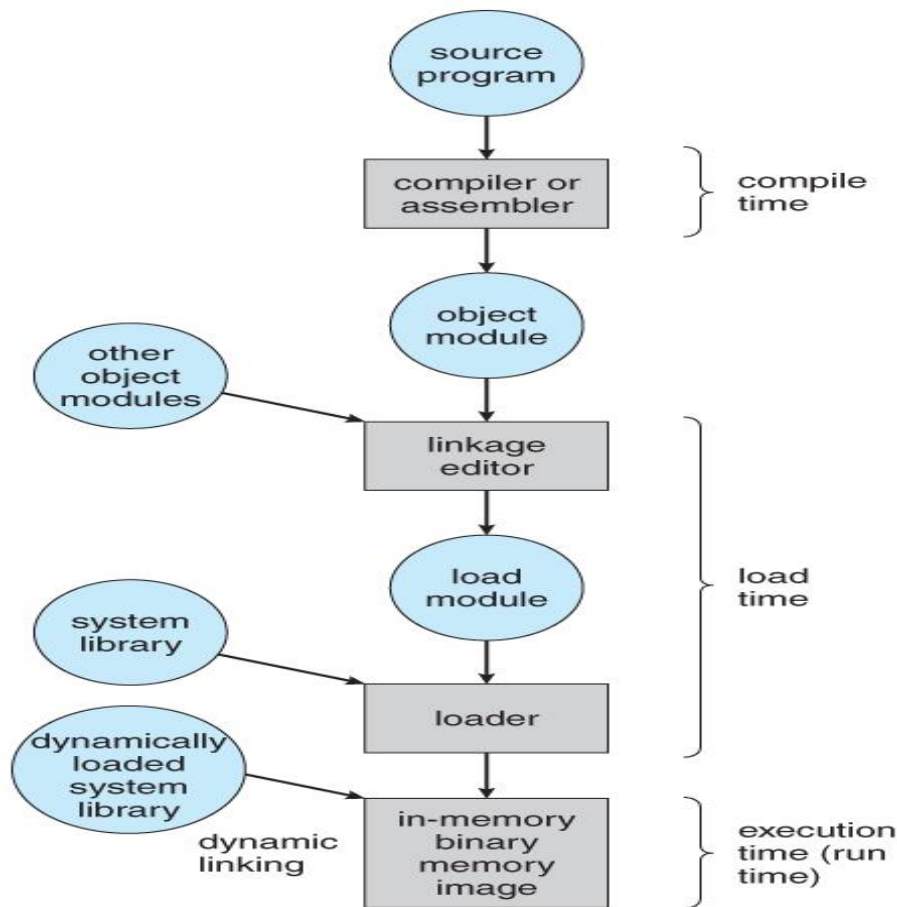 source
program
compiler or
assembler
compile
time
object
module
other
object
modules
linkage
editor
load
module
load
time
system
library
loader
dynamically
loaded
system
library
dynamic
linking
in-memory
binary
memory
image
execution
time (run
time)